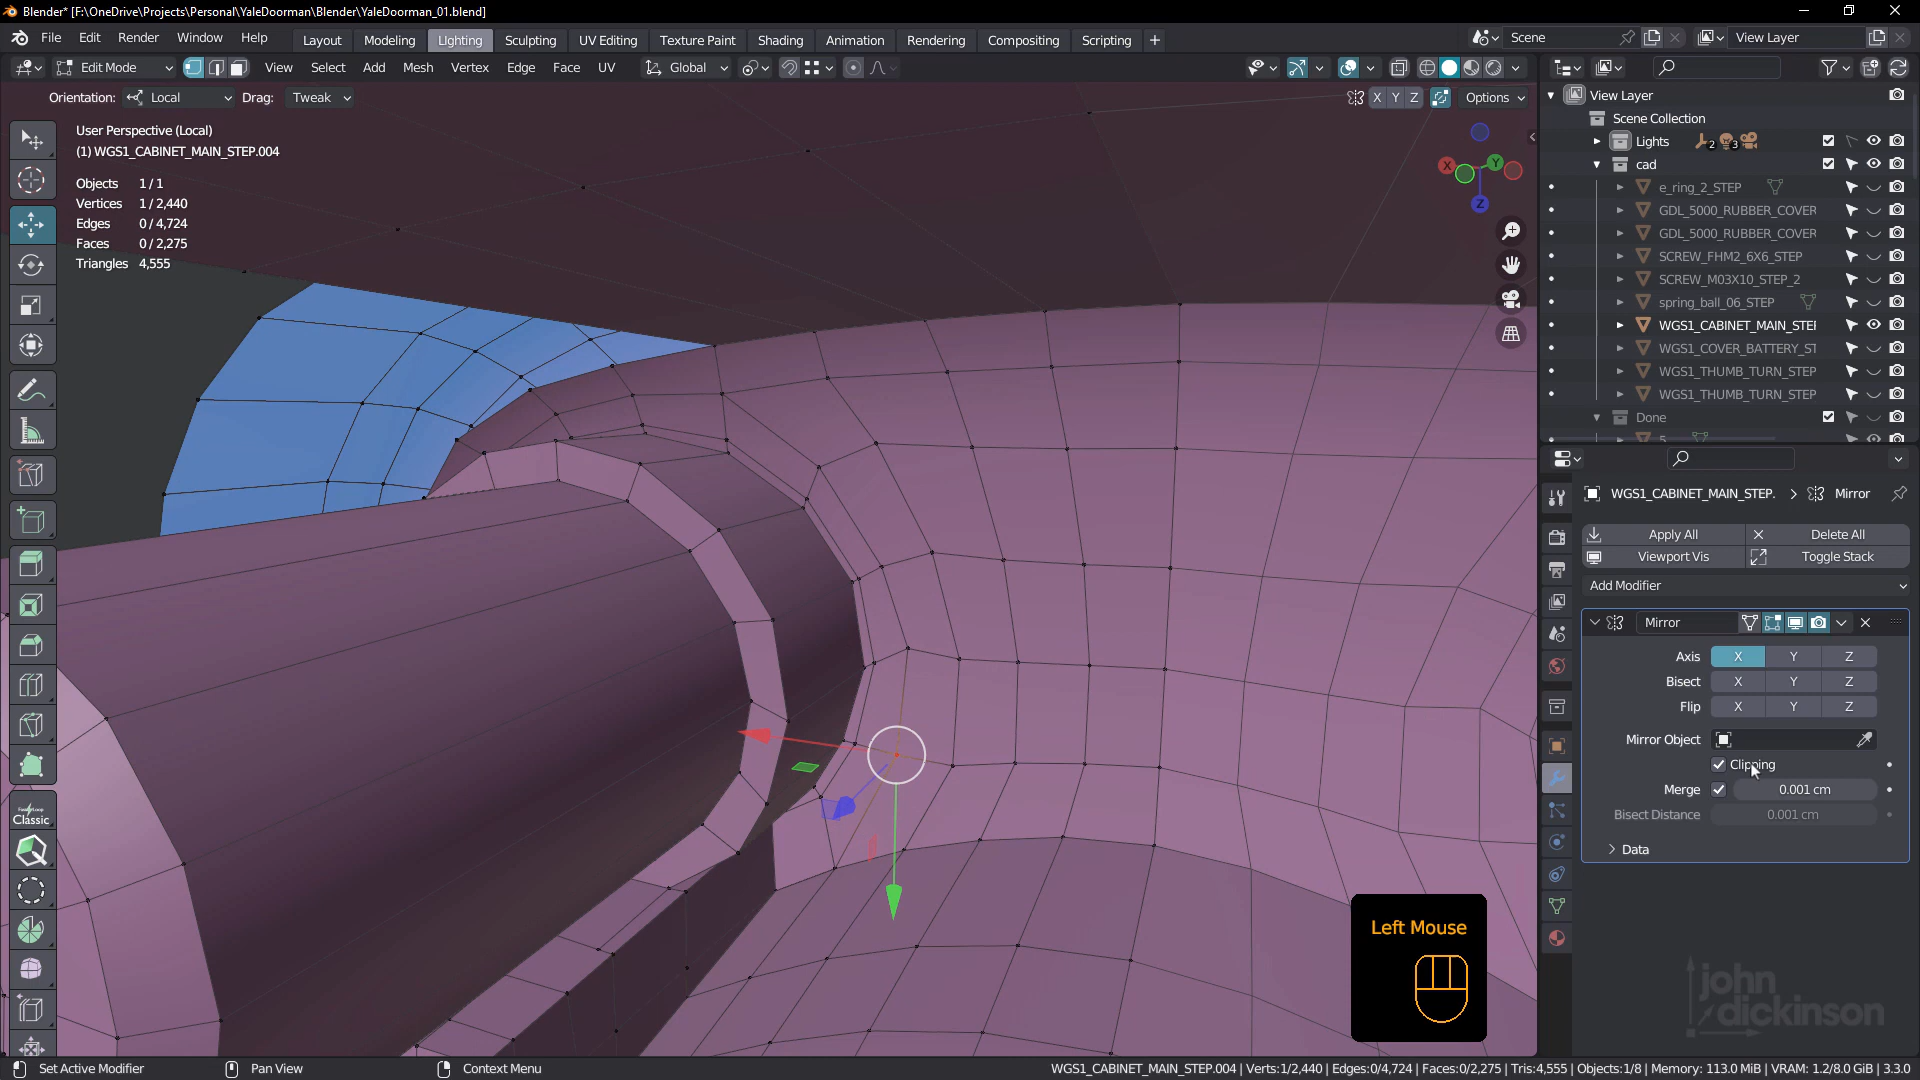 Blender* [F:\OneDrive\Projects\Personal\YaleDoorman\Blender\YaleDoorman_01.blend]
File Edit Render Window Help Layout Modeling Lighting Sculpting UV Editing Texture Paint Shading Animation Rendering Compositing Scripting + Scene View Layer
Edit Mode View Select Add Mesh Vertex Edge Face UV Global
Orientation: Local Drag: Tweak X Y Z Options
User Perspective (Local)
(1) WGS1_CABINET_MAIN_STEP.004
Objects 1/1
Vertices 1/2,440
Edges 0/4,724
Faces 0/2,275
Triangles 4,555
X Y Z
View Layer
Scene Collection
Lights 2 3
cad
e_ring_2_STEP
GDL_5000_RUBBER_COVER
GDL_5000_RUBBER_COVER
SCREW_FHM2_6X6_STEP
SCREW_M03X10_STEP_2
spring_ball_06_STEP
WGS1_CABINET_MAIN_STEP
WGS1_COVER_BATTERY_ST
WGS1_THUMB_TURN_STEP
WGS1_THUMB_TURN_STEP
Done
WGS1_CABINET_MAIN_STEP. > Mirror
Apply All Delete All
Viewport Vis Toggle Stack
Add Modifier
Mirror
Axis X Y Z
Bisect X Y Z
Flip X Y Z
Mirror Object
Clipping
Merge 0.001 cm
Bisect Distance 0.001 cm
Data
Classic
Left Mouse
john
dickinson
Set Active Modifier Pan View Context Menu WGS1_CABINET_MAIN_STEP.004 | Verts:1/2,440 | Edges:0/4,724 | Faces:0/2,275 | Tris:4,555 | Objects:1/8 | Memory: 113.0 MiB | VRAM: 1.2/8.0 GiB | 3.3.0